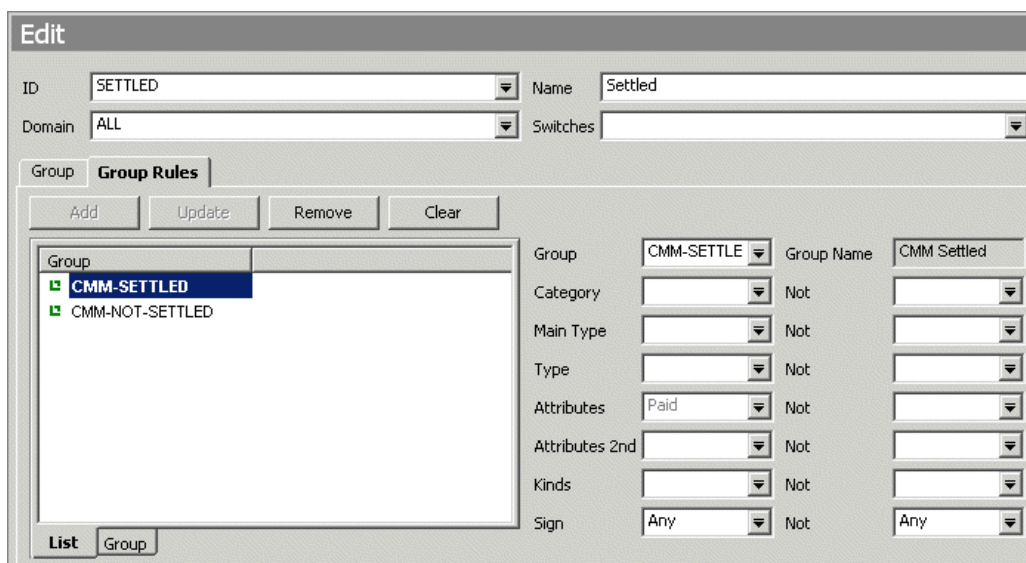 Edit
ID SETTLED Name Settled
Domain ALL Switches
Group Group Rules
Add Update Remove Clear
Group
CMM-SETTLED
CMM-NOT-SETTLED
Group CMM-SETTLE Group Name CMM Settled
Category Not
Main Type Not
Type Not
Attributes Paid Not
Attributes 2nd Not
Kinds Not
Sign Any Not Any
List Group